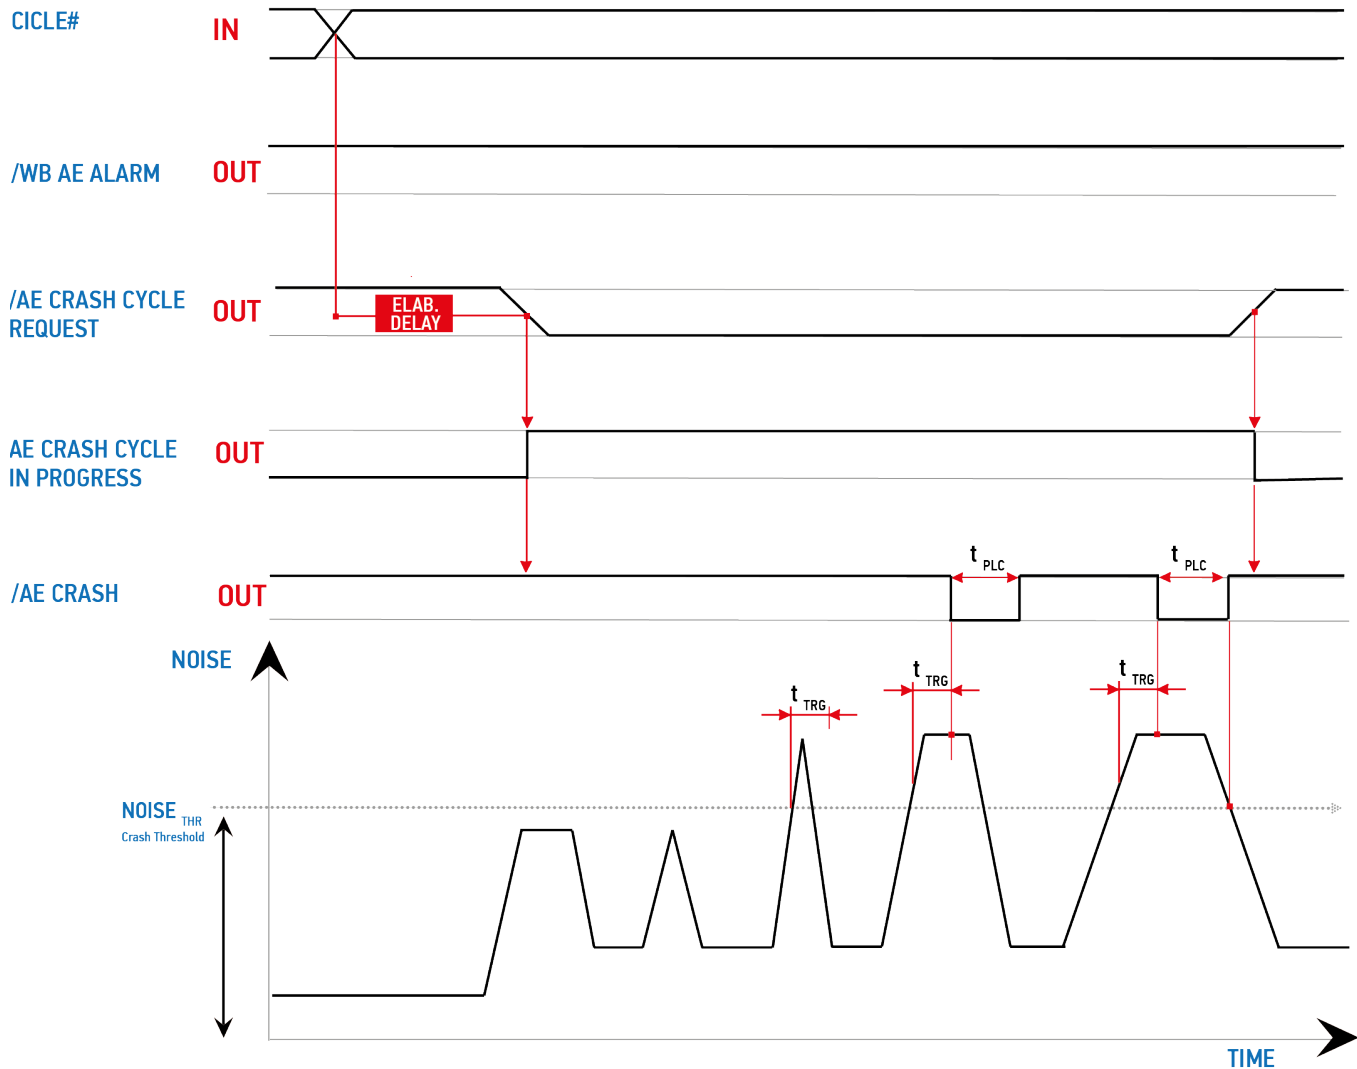 CICLE#
IN
/WB AE ALARM
OUT
/AE CRASH CYCLE
REQUEST
OUT
ELAB.
DELAY
AE CRASH CYCLE
IN PROGRESS
OUT
/AE CRASH
OUT
t PLC
t PLC
NOISE
t TRG
t TRG
t TRG
NOISE THR
Crash Threshold
TIME